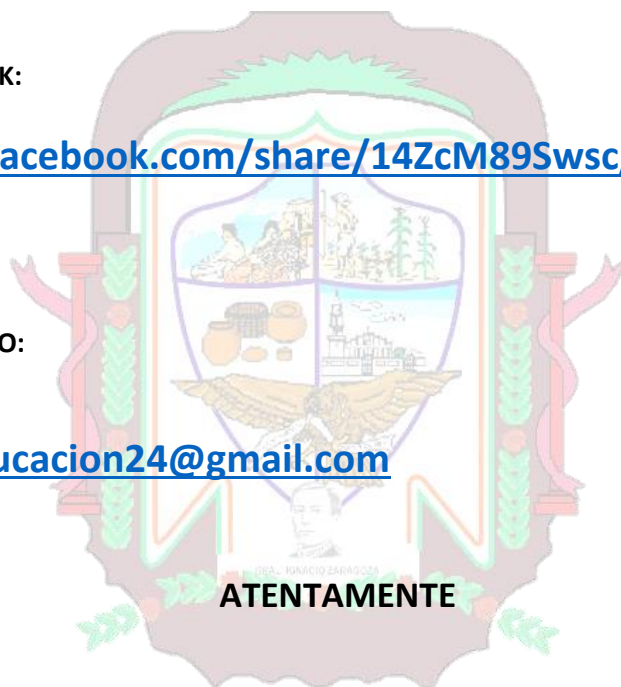 K:
acebook.com/share/14ZcM89Swsc/
O:
ucacion24@gmail.com
GRAL. IGNACIO ZARAGOZA
ATENTAMENTE